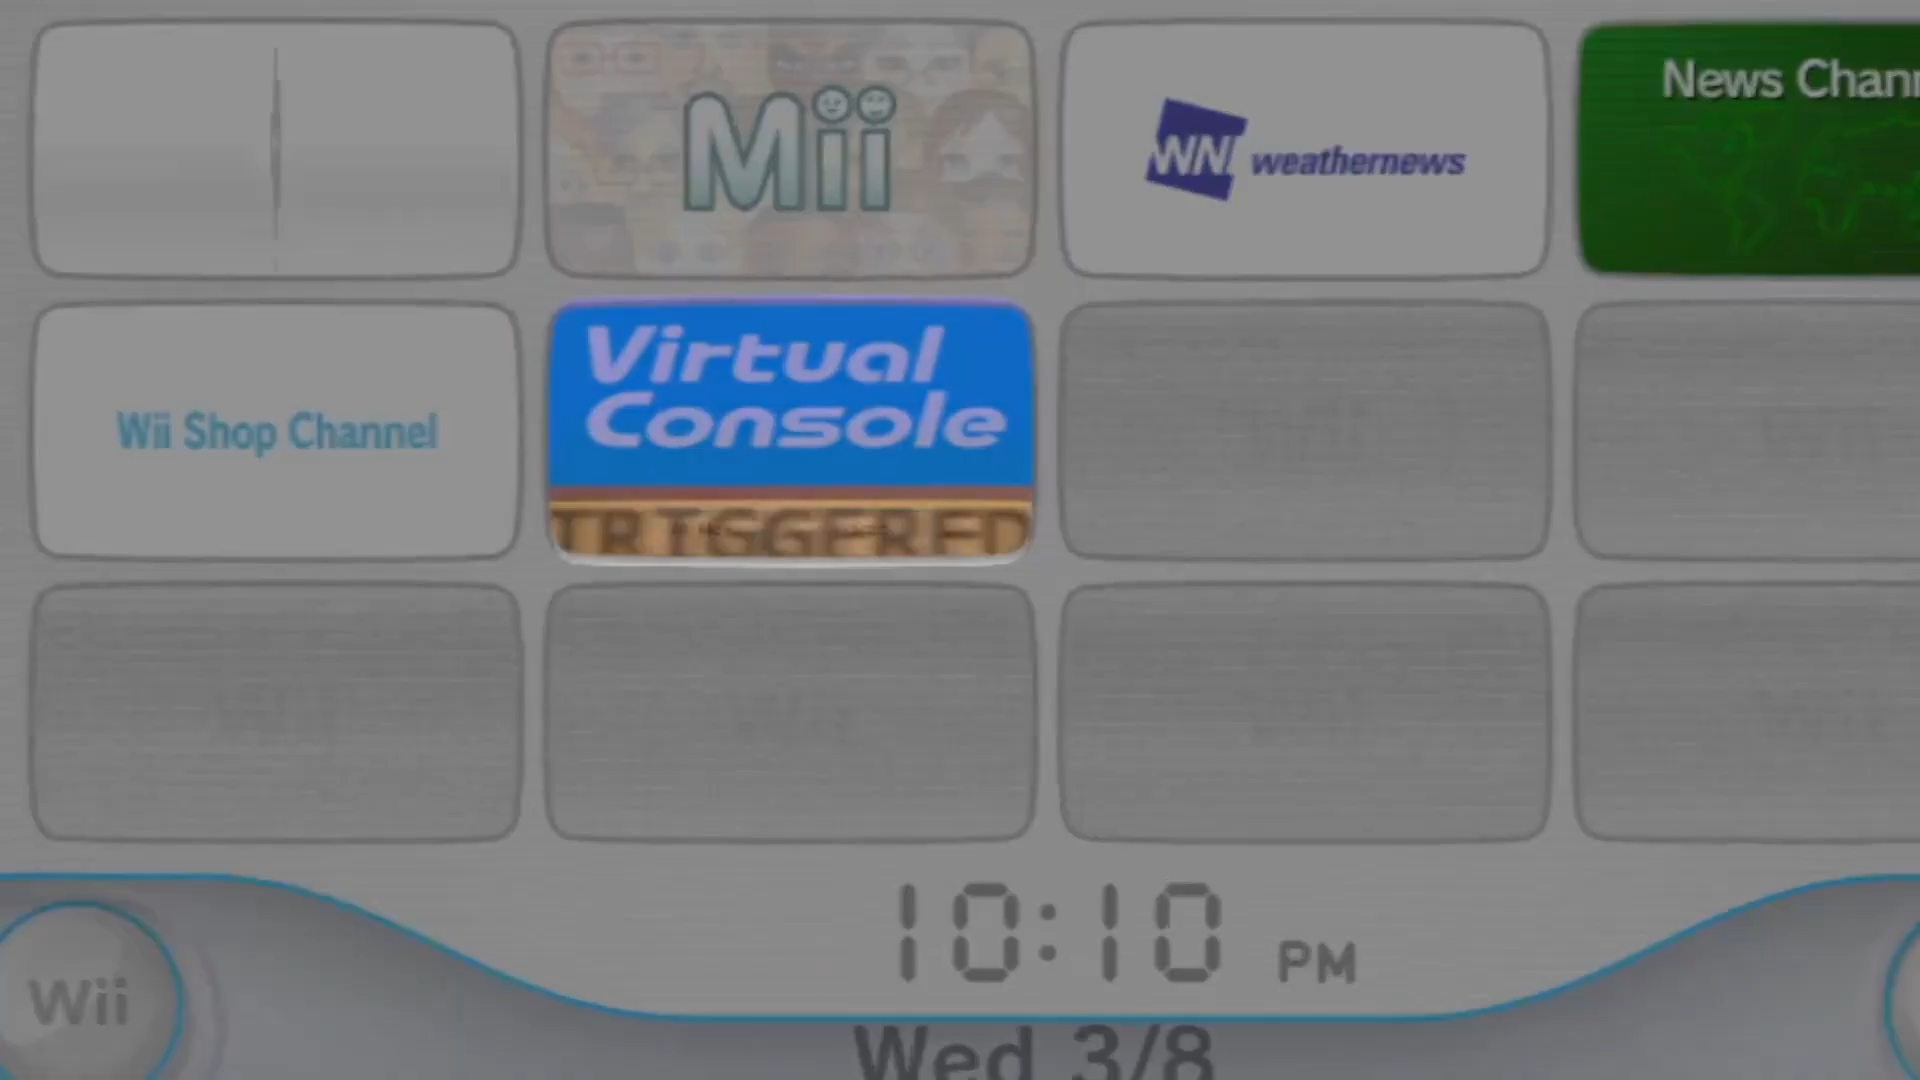 Mii
WN weathernews
News Chann
Wii Shop Channel
Virtual
Console
TRIGGERED
10:10 PM
Wii
Wed 3/8